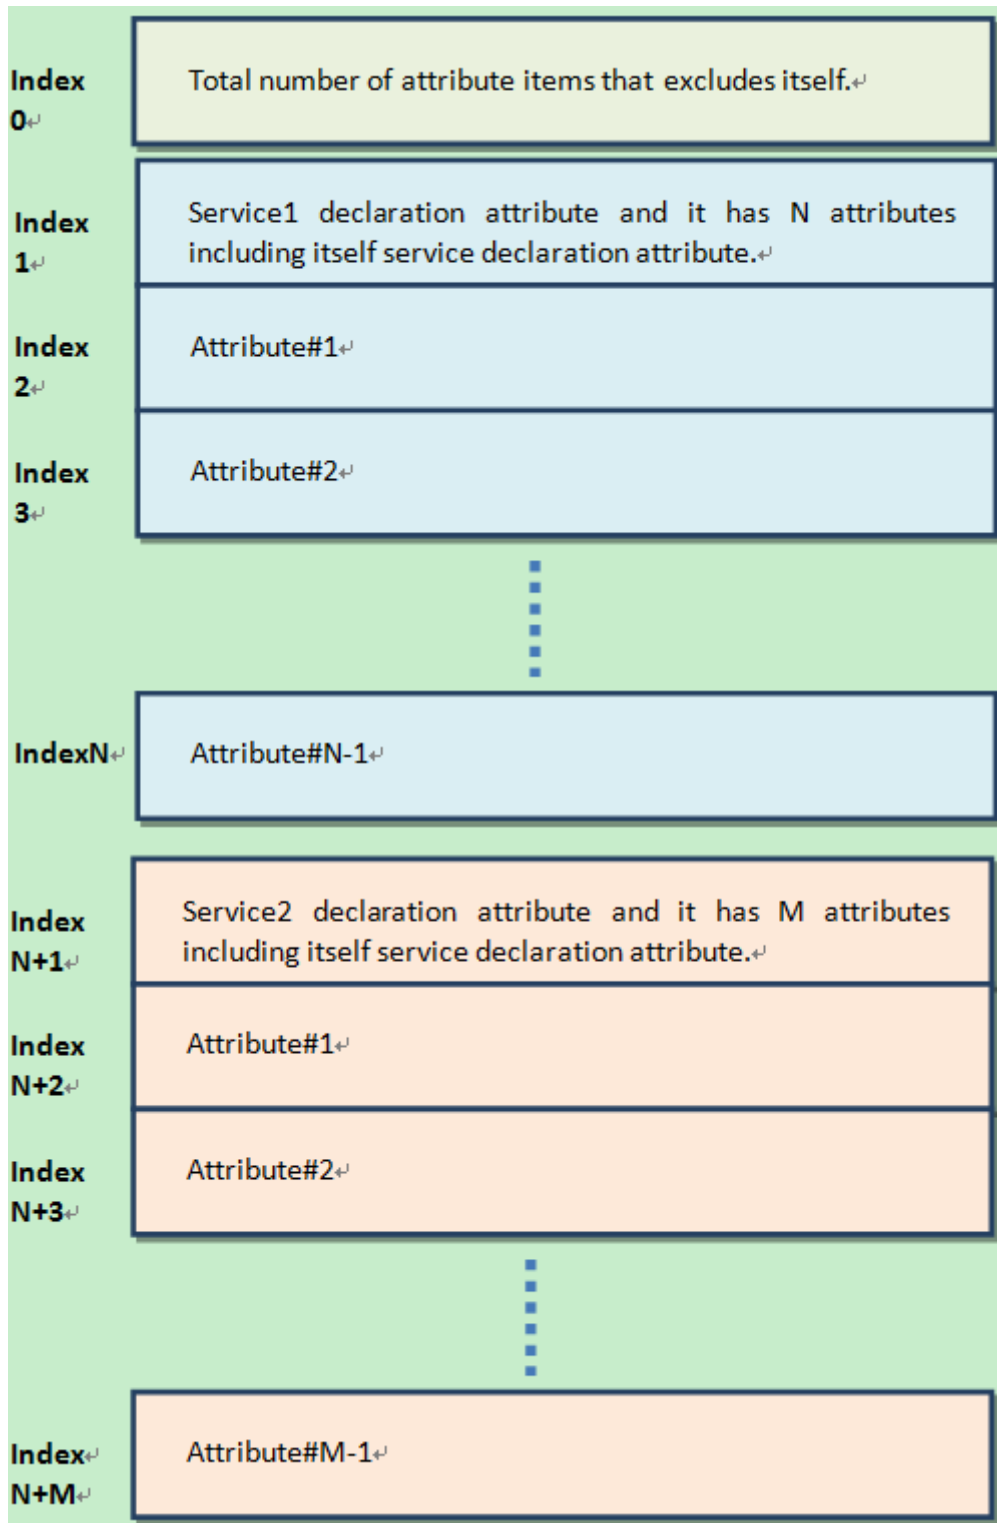 Index
0↵
Total number of attribute items that excludes itself.↵
Index
1↵
Service1 declaration attribute and it has N attributes
including itself service declaration attribute.↵
Index
2↵
Attribute#1↵
Index
3↵
Attribute#2↵
IndexN↵
Attribute#N-1↵
Index
N+1↵
Service2 declaration attribute and it has M attributes
including itself service declaration attribute.↵
Index
N+2↵
Attribute#1↵
Index
N+3↵
Attribute#2↵
Index↵
N+M↵
Attribute#M-1↵